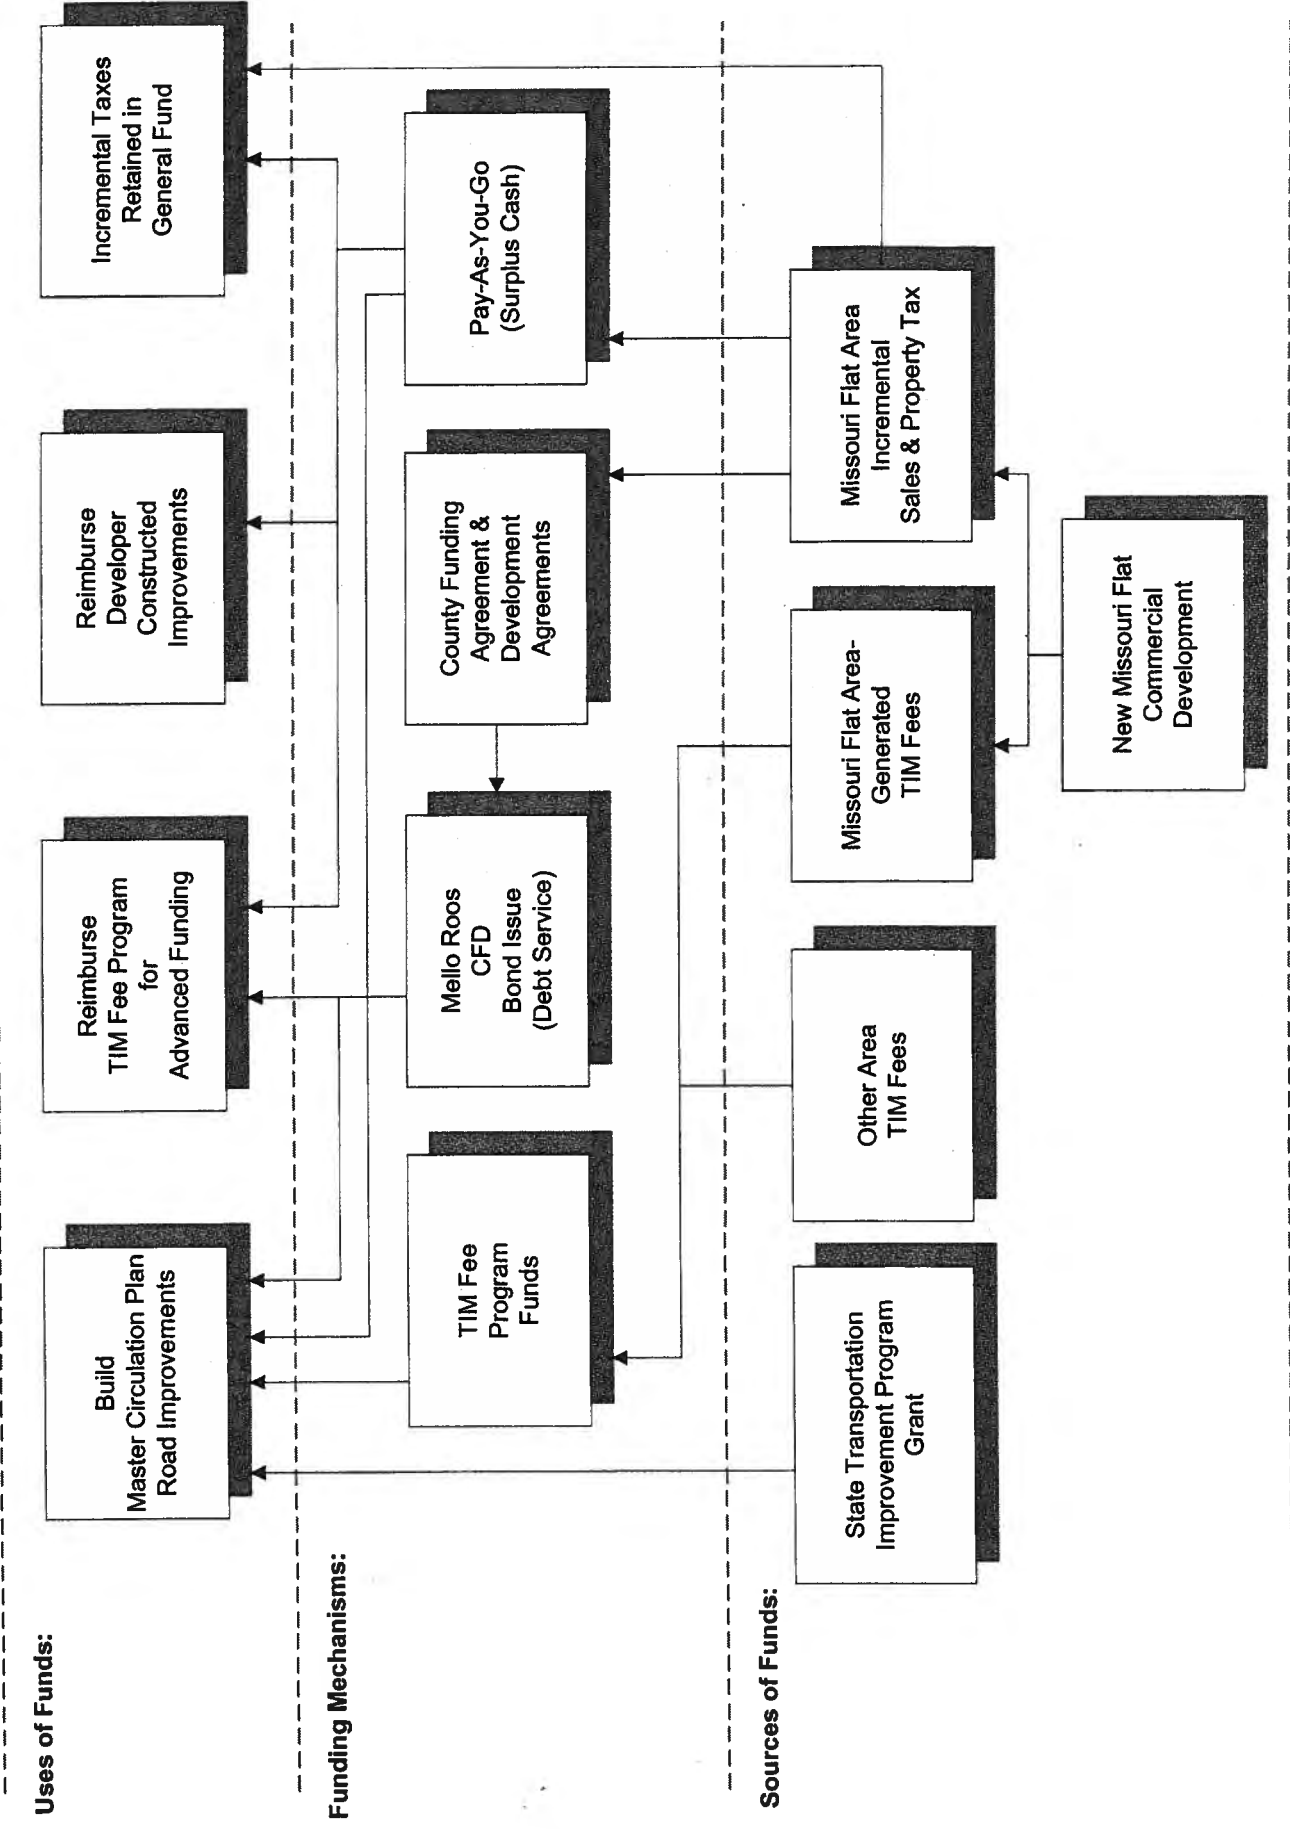 Uses of Funds:
Build
Master Circulation Plan
Road Improvements
Reimburse
TIM Fee Program
for
Advanced Funding
Reimburse
Developer
Constructed
Improvements
Incremental Taxes
Retained in
General Fund
Funding Mechanisms:
TIM Fee
Program
Funds
Mello Roos
CFD
Bond Issue
(Debt Service)
County Funding
Agreement &
Development
Agreements
Pay-As-You-Go
(Surplus Cash)
Sources of Funds:
State Transportation
Improvement Program
Grant
Other Area
TIM Fees
Missouri Flat Area-
Generated
TIM Fees
Missouri Flat Area
Incremental
Sales & Property Tax
New Missouri Flat
Commercial
Development